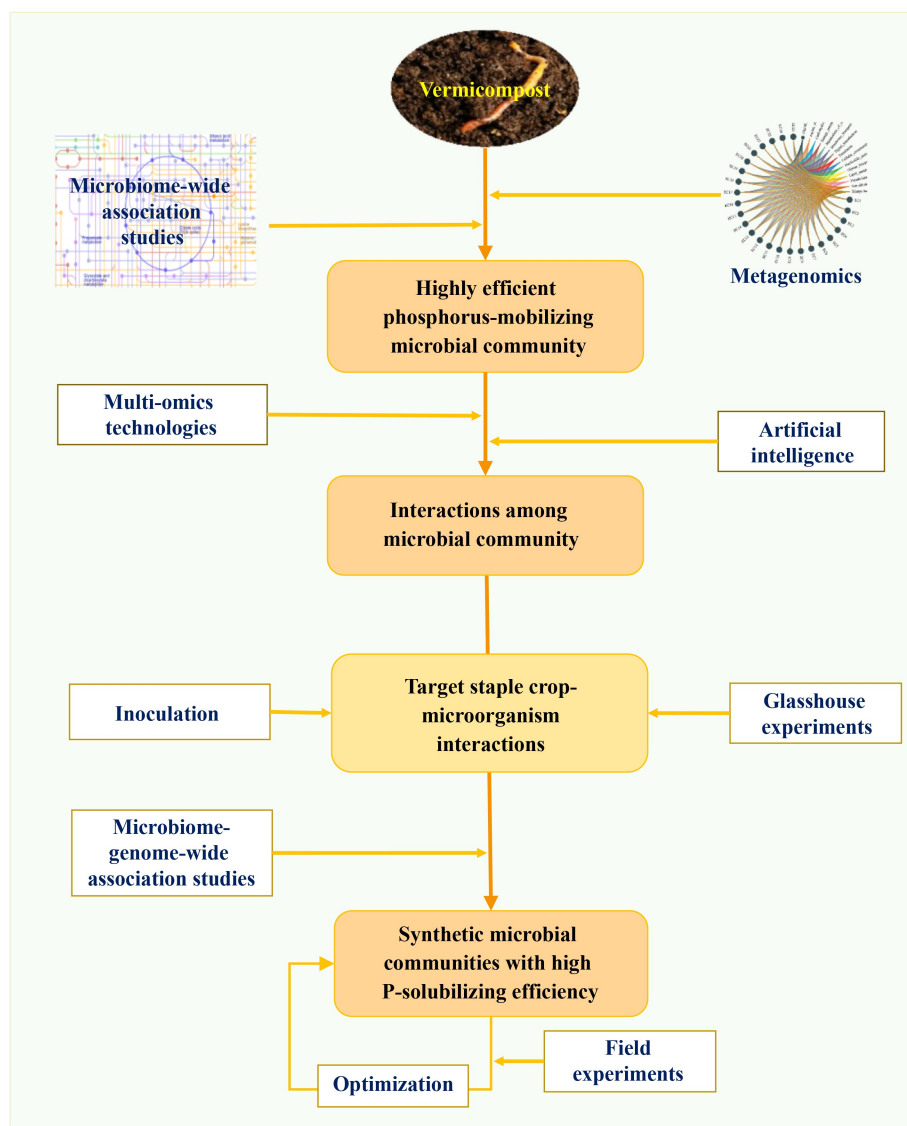 Vermicompost
Microbiome-wide
association
studies
Metagenomics
Highly efficient
phosphorus-mobilizing
microbial community
Multi-omics
technologies
Artificial
intelligence
Interactions among
microbial community
Target staple crop-
microorganism
interactions
Inoculation
Glasshouse
experiments
Microbiome-
genome-wide
association studies
Synthetic microbial
communities with high
P-solubilizing efficiency
Field
experiments
Optimization